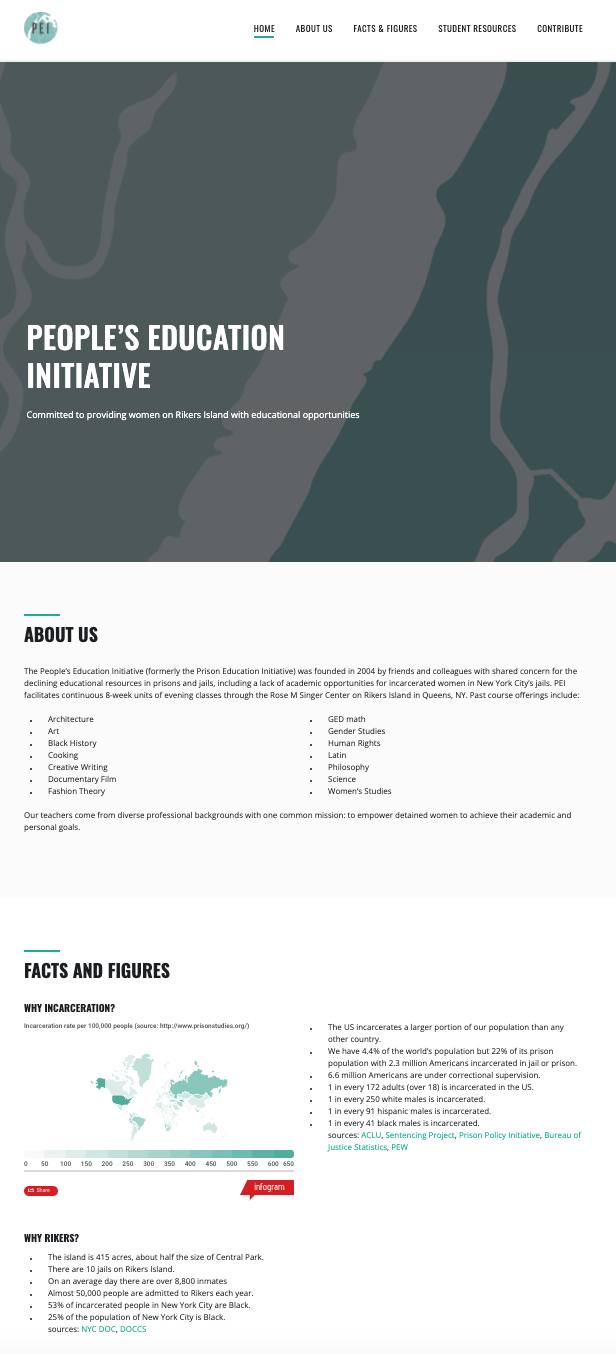 PEI
HOME ABOUT US FACTS & FIGURES STUDENT RESOURCES CONTRIBUTE
PEOPLE'S EDUCATION
INITIATIVE
Committed to providing women on Rikers Island with educational opportunities
ABOUT US
The People's Education Initiative (formerly the Prison Education Initiative) was founded in 2004 by friends and colleagues with shared concern for the
declining educational resources in prisons and jails, including a lack of academic opportunities for incarcerated women in New York City's jails. PEI
facilitates continuous 8-week units of evening classes through the Rose M Singer Center on Rikers Island in Queens, NY. Past course offerings include:
Architecture
Art
Black History
Cooking
Creative Writing
Documentary Film
Fashion Theory
GED math
Gender Studies
Human Rights
Latin
Philosophy
Science
Women's Studies
Our teachers come from diverse professional backgrounds with one common mission: to empower detained women to achieve their academic and
personal goals.
FACTS AND FIGURES
WHY INCARCERATION?
Incarceration rate per 100,000 people (source: http://www.prisonstudies.org/)
0 50 100 150 200 250 300 350 400 450 500 550 600 650
Share
infogram
The US incarcerates a larger portion of our population than any
other country.
We have 4.4% of the world's population but 22% of its prison
population with 2.3 million Americans incarcerated in jail or prison.
6.6 million Americans are under correctional supervision.
1 in every 172 adults (over 18) is incarcerated in the US.
1 in every 250 white males is incarcerated.
1 in every 91 hispanic males is incarcerated.
1 in every 41 black males is incarcerated.
sources: ACLU, Sentencing Project, Prison Policy Initiative, Bureau of
Justice Statistics, PEW
WHY RIKERS?
The island is 415 acres, about half the size of Central Park.
There are 10 jails on Rikers Island.
On an average day there are over 8,800 inmates
Almost 50,000 people are admitted to Rikers each year.
53% of incarcerated people in New York City are Black.
25% of the population of New York City is Black.
sources: NYC DOC, DOCCS